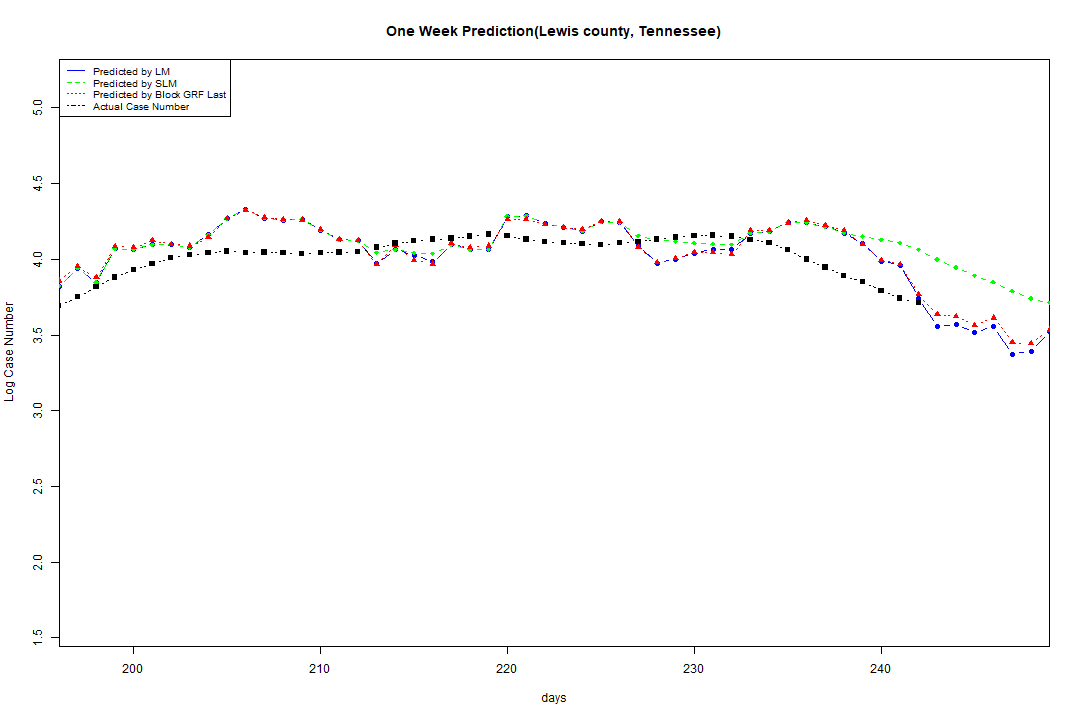 One Week Prediction(Lewis county, Tennessee)
Predicted by LM
Predicted by SLM
Predicted by Block GRF Last
Actual Case Number
Log Case Number
5.0
4.5
4.0
3.5
3.0
2.5
2.0
1.5
200 210 220 230 240
days